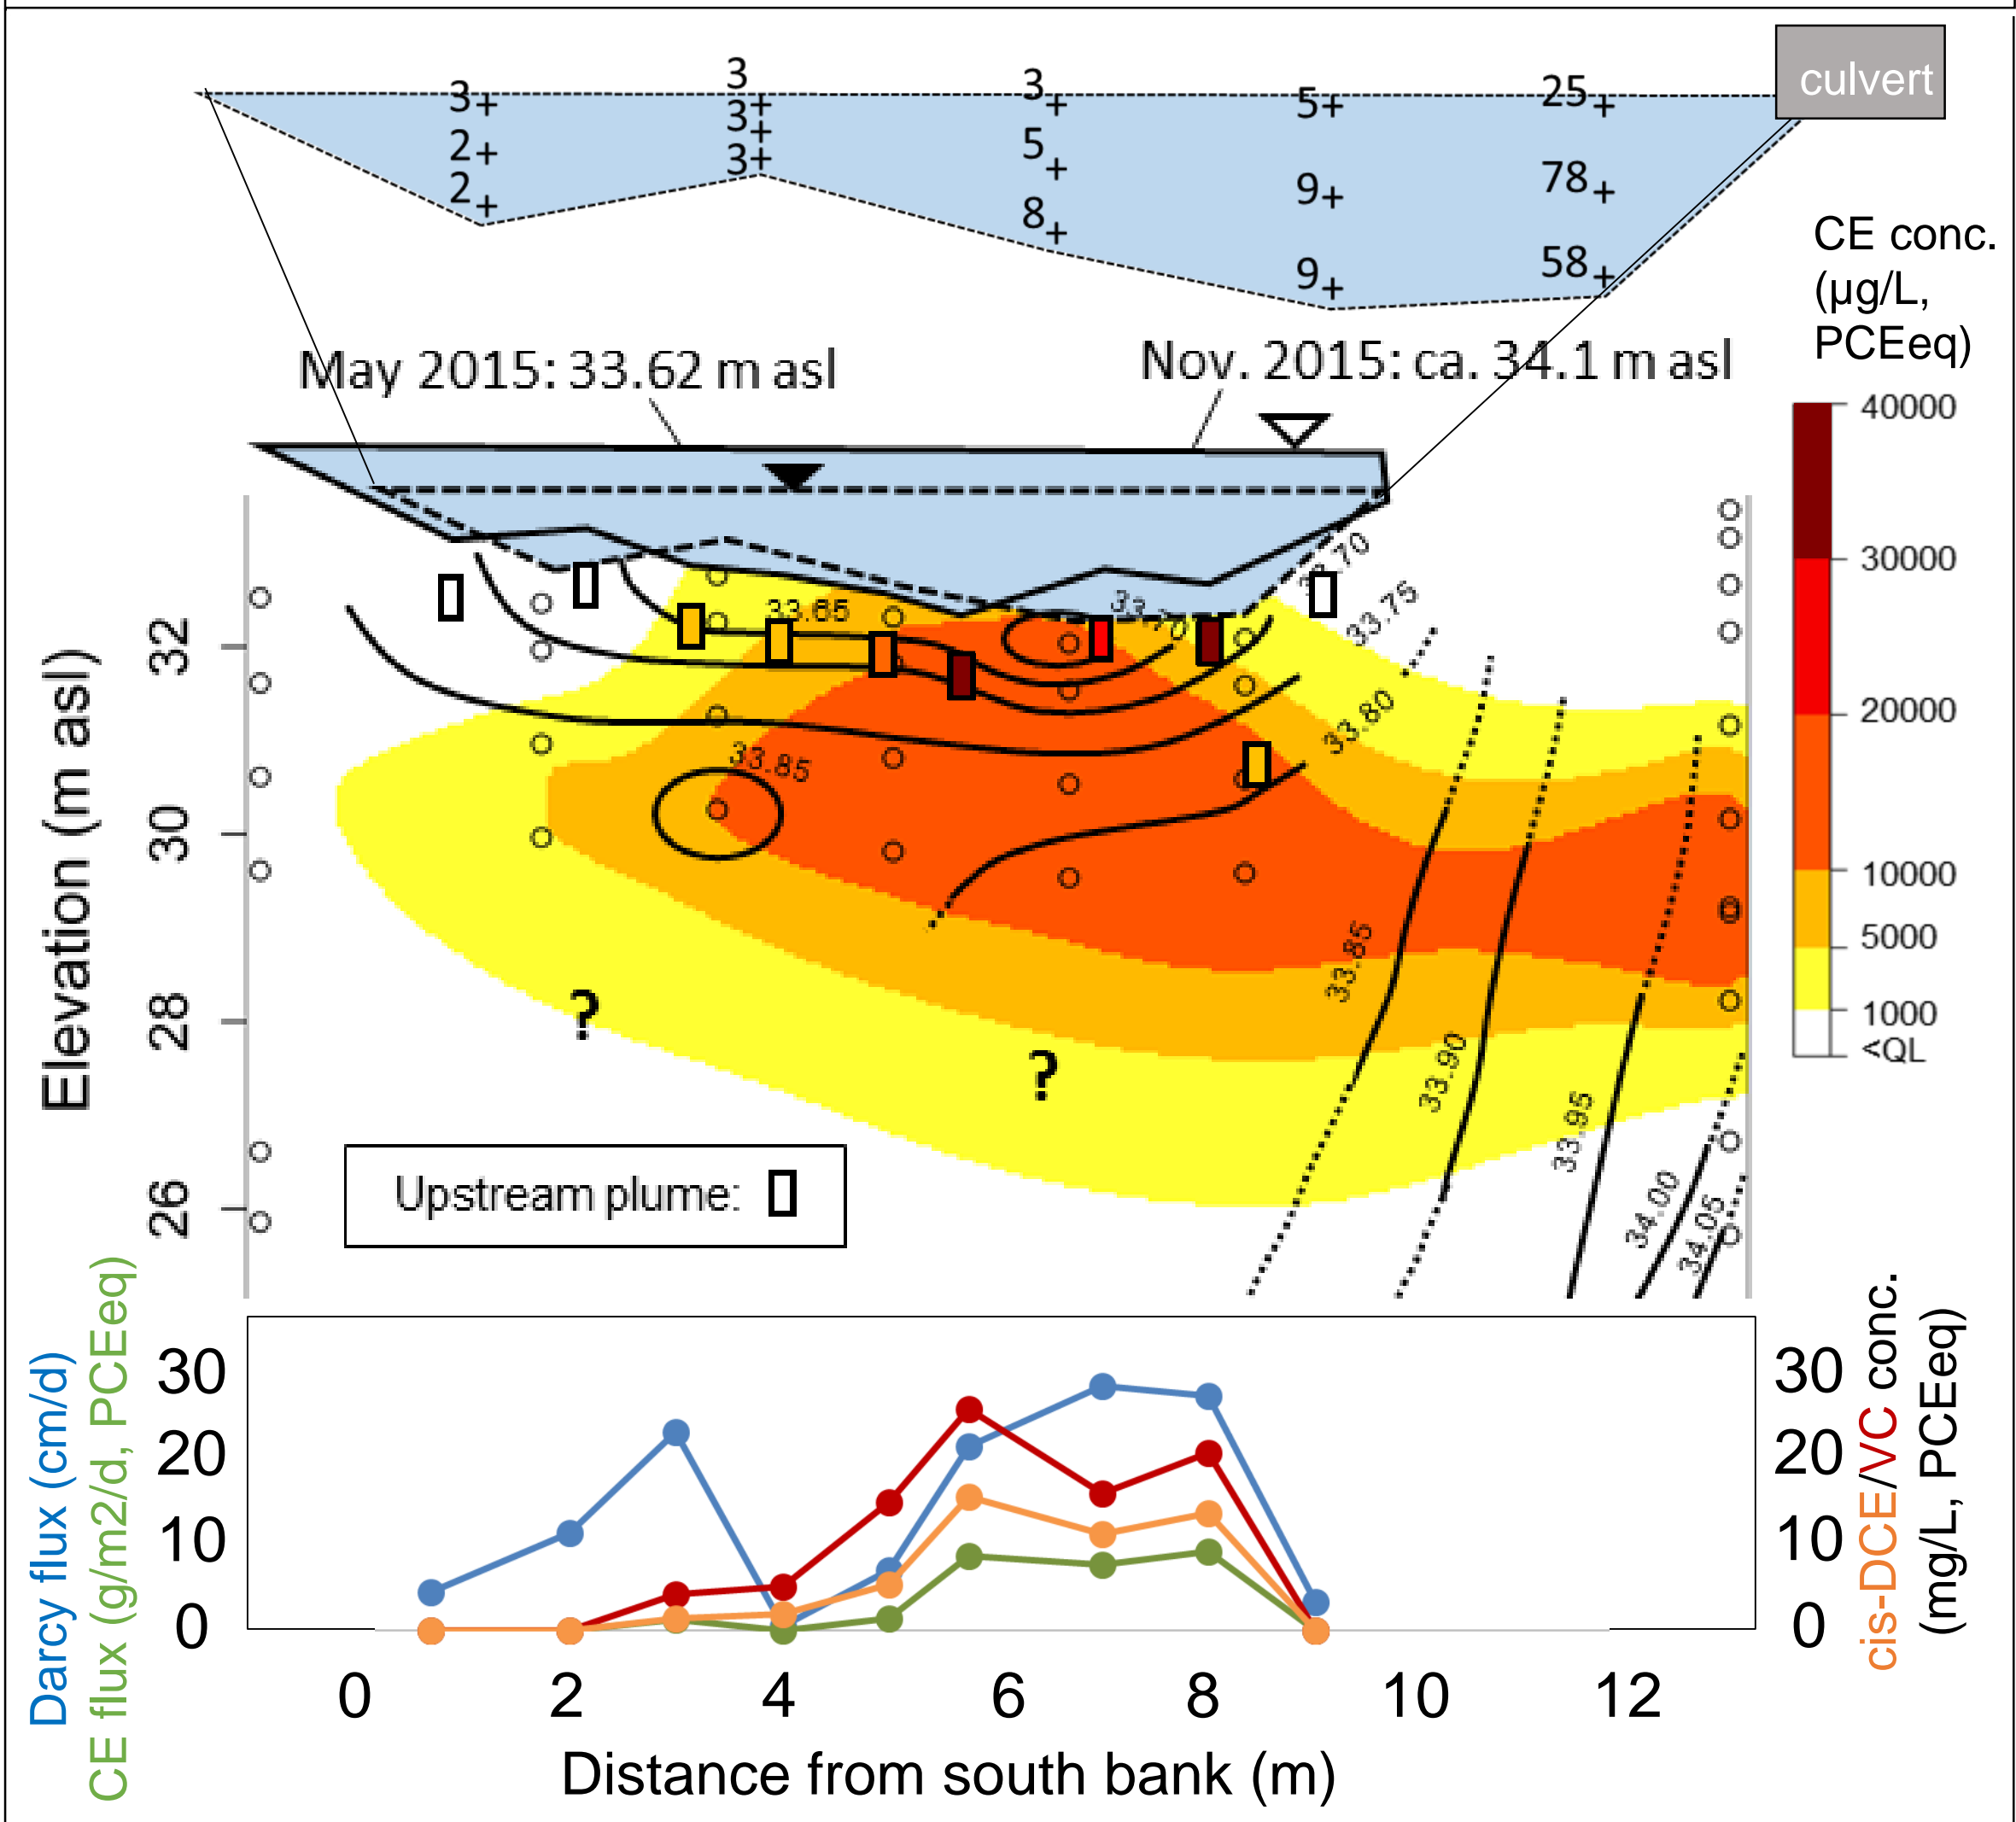 culvert
3+ 3 3+ 5+ 25+
3+
2+ 3+ 5+ 9+ 78+
2+ 8+ 9+ 58+
CE conc.
(µg/L,
PCEeq)
May 2015: 33.62 m asl
Nov. 2015: ca. 34.1 m asl
40000
30000
20000
10000
5000
1000
<QL
33.70
33.75
33.65
33.70
33.80
33.85
33.85
33.90
33.95
34.00
34.05
?
?
Elevation (m asl)
32
30
28
26
Upstream plume:
Darcy flux (cm/d)
CE flux (g/m2/d, PCEeq)
30
20
10
0
30
20
10
0
cis-DCE/VC conc.
(mg/L, PCEeq)
0 2 4 6 8 10 12
Distance from south bank (m)